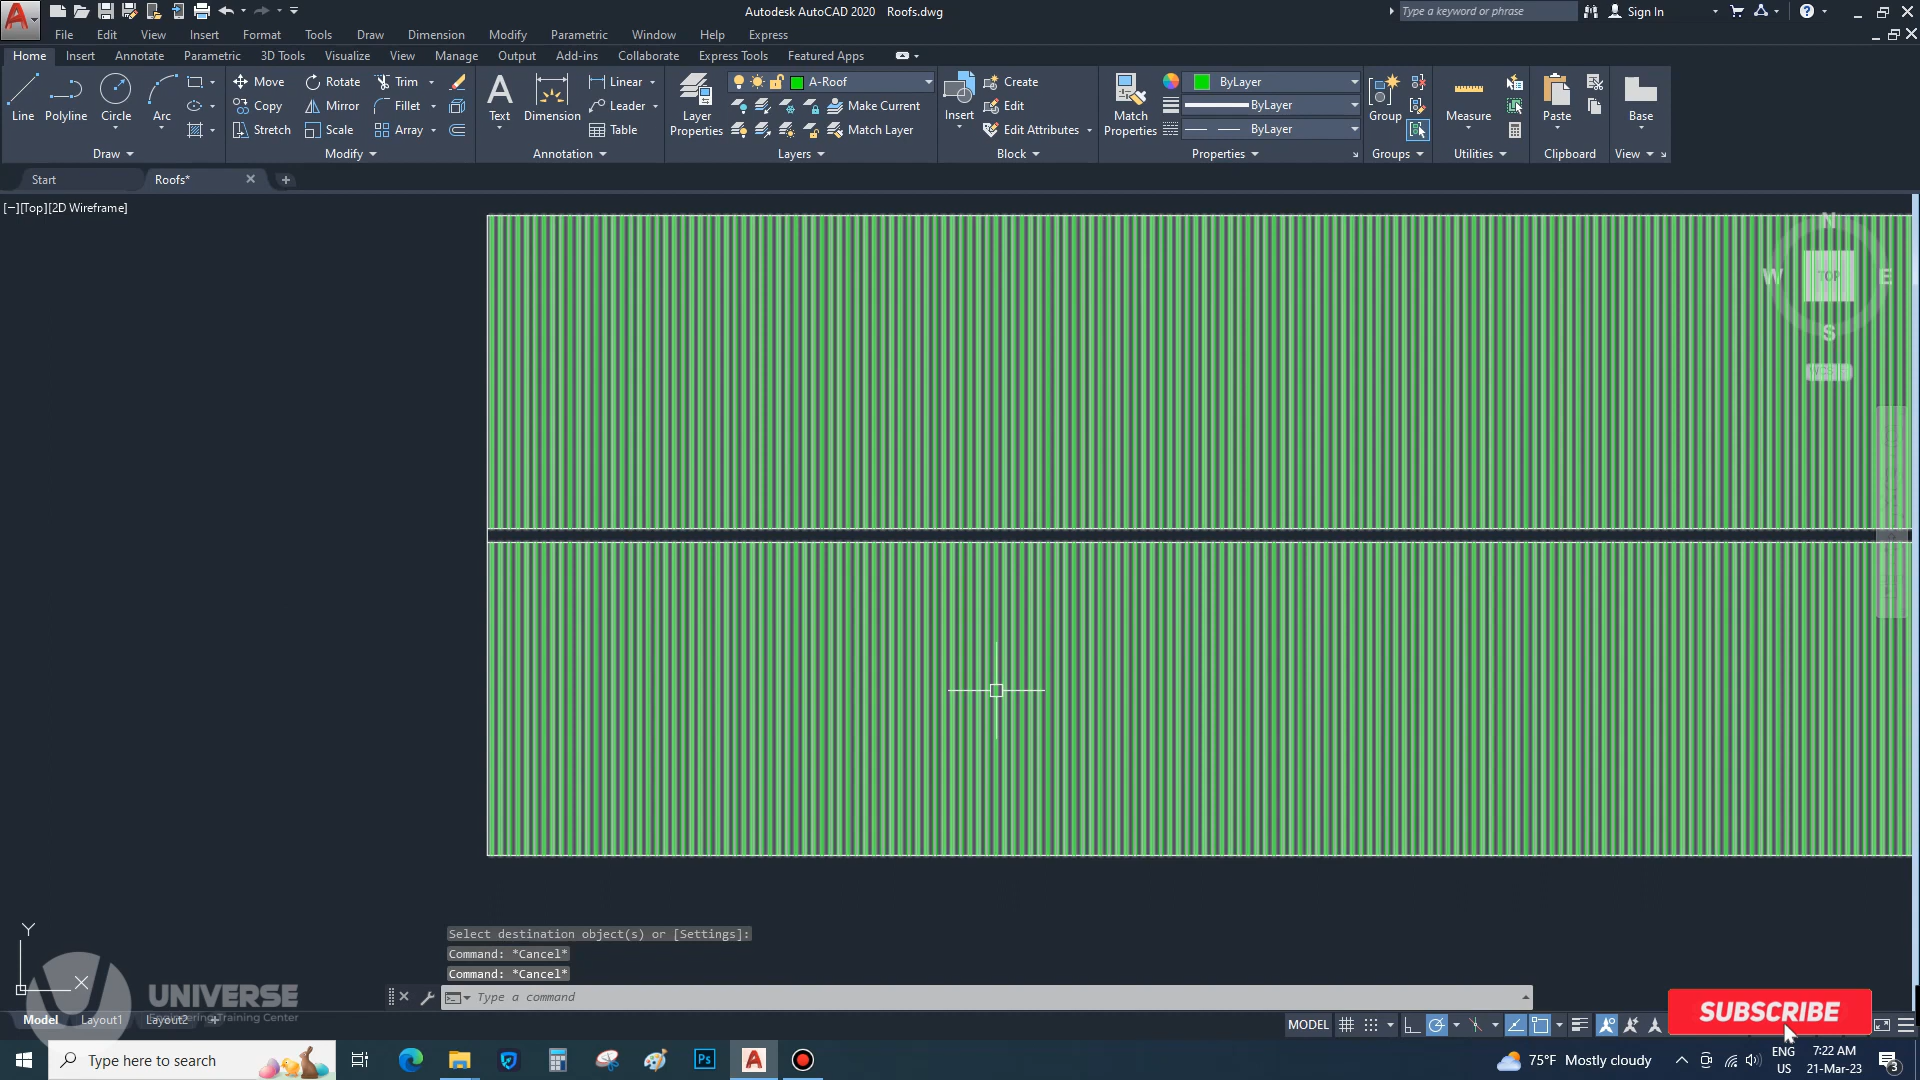 Autodesk AutoCAD 2020 Roofs.dwg
Type a keyword or phrase
Sign In
File Edit View Insert Format Tools Draw Dimension Modify Parametric Window Help Express
Home Insert Annotate Parametric 3D Tools Visualize View Manage Output Add-ins Collaborate Express Tools Featured Apps
Line Polyline Circle Arc
Move Rotate Trim
Copy Mirror Fillet
Stretch Scale Array
Text Dimension
Linear
Leader
Table
Layer Properties
A-Roof
Make Current
Match Layer
Insert
Create
Edit
Edit Attributes
Match Properties
ByLayer
ByLayer
ByLayer
Group
Measure
Paste
Base
Draw Modify Annotation Layers Block Properties Groups Utilities Clipboard View
Start Roofs*
[−][Top][2D Wireframe]
N
W TOP E
S
WCS
Y
X
Select destination object(s) or [Settings]:
Command: *Cancel*
Command: *Cancel*
Type a command
UNIVERSE
Engineering Training Center
Model Layout1 Layout2 +
MODEL
SUBSCRIBE
Type here to search
Ps
75°F Mostly cloudy
ENG
US
7:22 AM
21-Mar-23
3